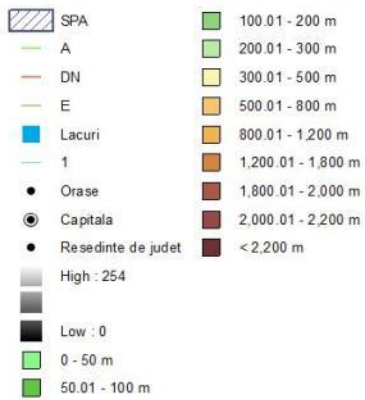 SPA
A
DN
E
Lacuri
1
Orase
Capitala
Resedinte de judet
High : 254
Low : 0
0 - 50 m
50.01 - 100 m
100.01 - 200 m
200.01 - 300 m
300.01 - 500 m
500.01 - 800 m
800.01 - 1,200 m
1,200.01 - 1,800 m
1,800.01 - 2,000 m
2,000.01 - 2,200 m
< 2,200 m